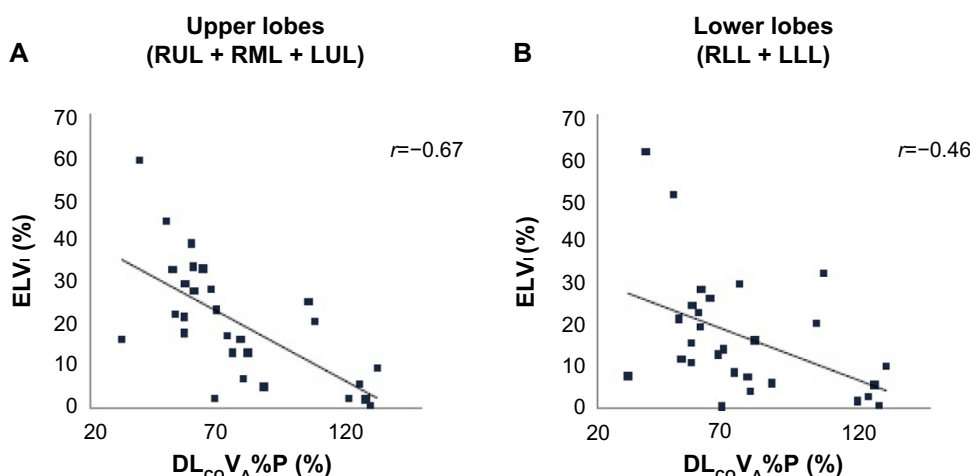 A
Upper lobes
(RUL + RML + LUL)
r=−0.67
ELVI (%)
70
60
50
40
30
20
10
0
20
70
120
DLCOVA%P (%)
B
Lower lobes
(RLL + LLL)
r=−0.46
ELVI (%)
70
60
50
40
30
20
10
0
20
70
120
DLCOVA%P (%)